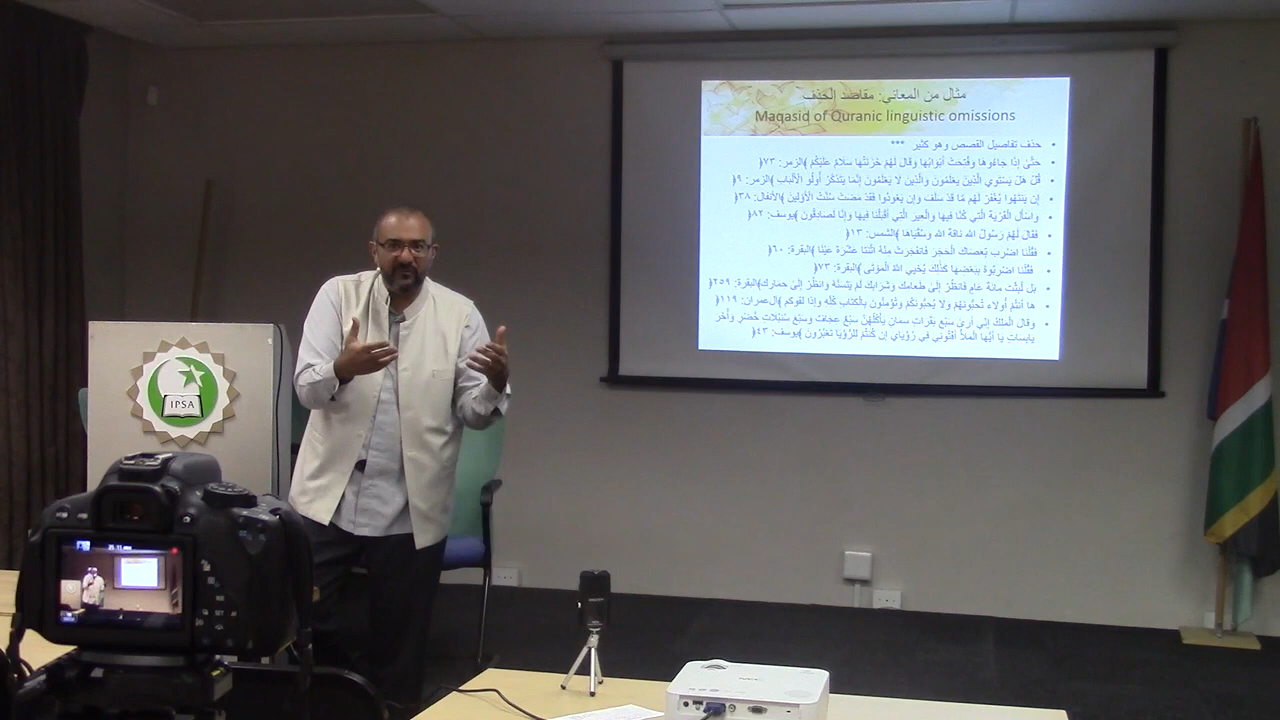 مثال من المعاني: مقاصد الحذف
Maqasid of Quranic linguistic omissions
• حذف تفاصيل القصص وهو كثير ***
• حتى إذا جاءوها وفتحت أبوابها وقال لهم خزنتها سلام عليكم ﴾الزمر: ٧٣
• قل هل يستوي الذين يعلمون والذين لا يعلمون إنما يتذكر أولو الألباب ﴾الزمر: ٩﴿
• إن ينتهوا يغفر لهم ما قد سلف وإن يعودوا فقد مضت سنت الأولين ﴾الأنفال: ٣٨
• واسأل القرية التي كنا فيها والعير التي أقبلنا فيها وإنا لصادقون ﴾يوسف: ٨٢﴿
• فقال لهم رسول الله ناقة الله وسقياها ﴾الشمس: ١٣﴿
• فقلنا اضرب بعصاك الحجر فانفجرت منه اثنتا عشرة عينا ﴾البقرة: ٦٠﴿
• فقلنا اضربوه ببعضها كذلك يحيي الله الموتى ﴾البقرة: ٧٣﴿
• بل لبثت مائة عام فانظر إلى طعامك وشرابك لم يتسنه وانظر إلى حمارك﴾البقرة: ٢٥٩﴿
• ها أنتم أولاء تحبونهم ولا يحبونكم وتؤمنون بالكتاب كله وإذا لقوكم ﴾آل عمران: ١١٩﴿
• وقال الملك إني أرى سبع بقرات سمان يأكلهن سبع عجاف وسبع سنبلات خضر وأخر
يابسات يا أيها الملأ أفتوني في رؤياي إن كنتم للرؤيا تعبرون ﴾يوسف: ٤٣﴿
IPSA